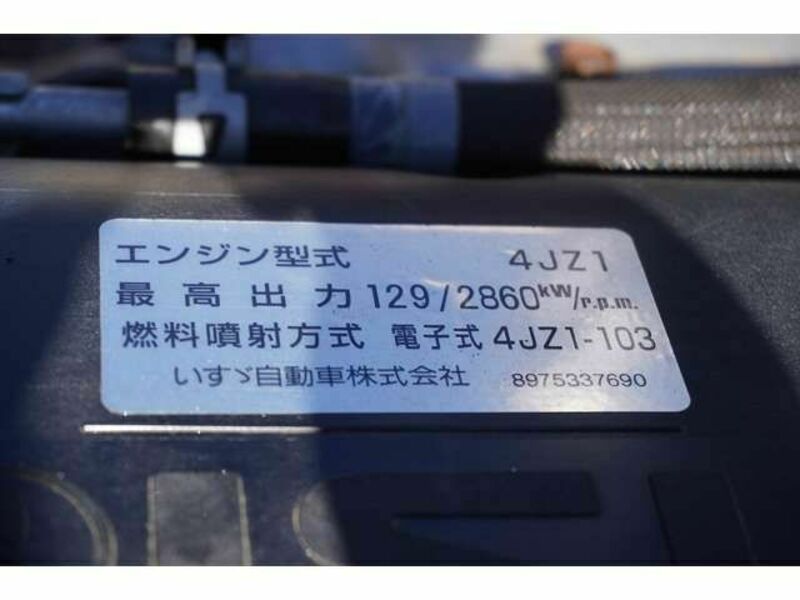 エンジン型式 4JZ1
最高出力 129/2860kW/r.p.m.
燃料噴射方式 電子式 4JZ1-103
いすゞ自動車株式会社 8975337690